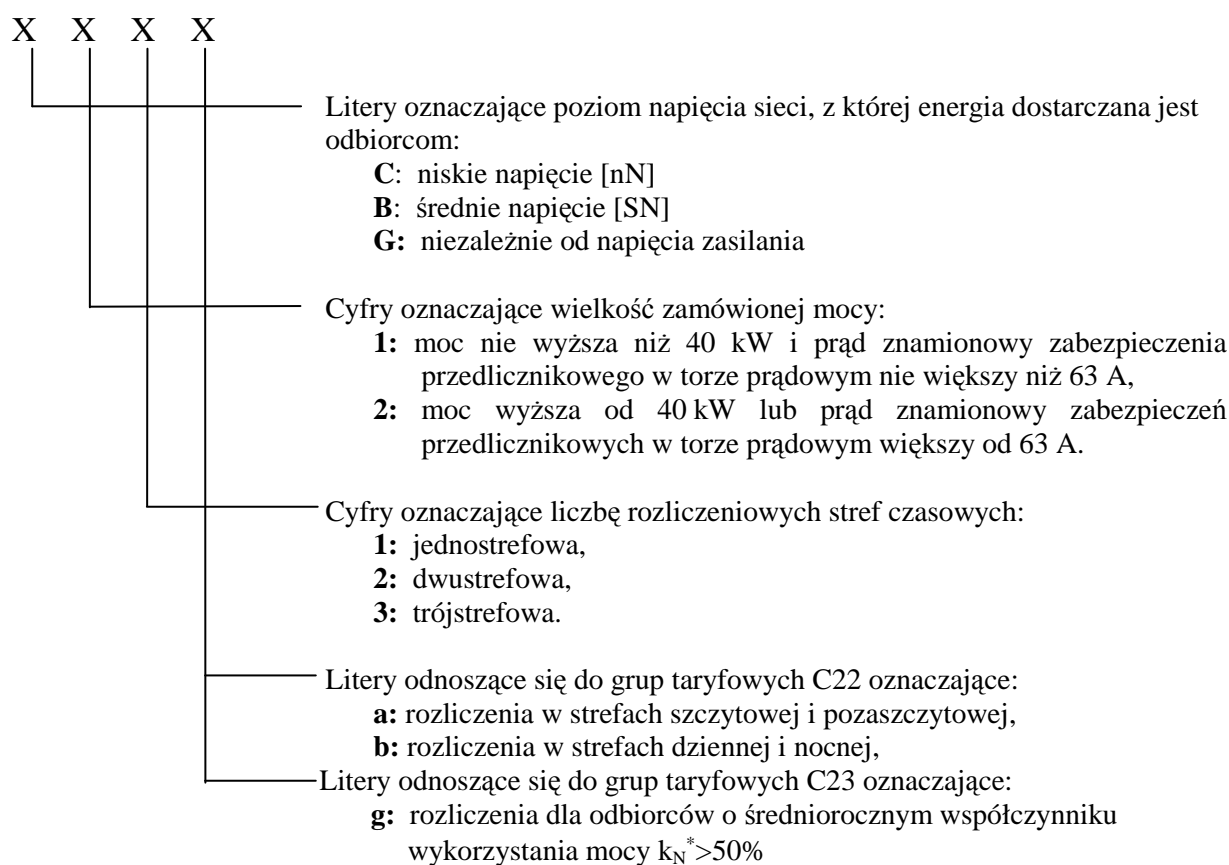 X X X X
Litery oznaczające poziom napięcia sieci, z której energia dostarczana jest
odbiorcom:
C: niskie napięcie [nN]
B: średnie napięcie [SN]
G: niezależnie od napięcia zasilania
Cyfry oznaczające wielkość zamówionej mocy:
1: moc nie wyższa niż 40 kW i prąd znamionowy zabezpieczenia
przedlicznikowego w torze prądowym nie większy niż 63 A,
2: moc wyższa od 40 kW lub prąd znamionowy zabezpieczeń
przedlicznikowych w torze prądowym większy od 63 A.
Cyfry oznaczające liczbę rozliczeniowych stref czasowych:
1: jednostrefowa,
2: dwustrefowa,
3: trójstrefowa.
Litery odnoszące się do grup taryfowych C22 oznaczające:
a: rozliczenia w strefach szczytowej i pozaszczytowej,
b: rozliczenia w strefach dziennej i nocnej,
Litery odnoszące się do grup taryfowych C23 oznaczające:
g: rozliczenia dla odbiorców o średniorocznym współczynniku
wykorzystania mocy kN*>50%